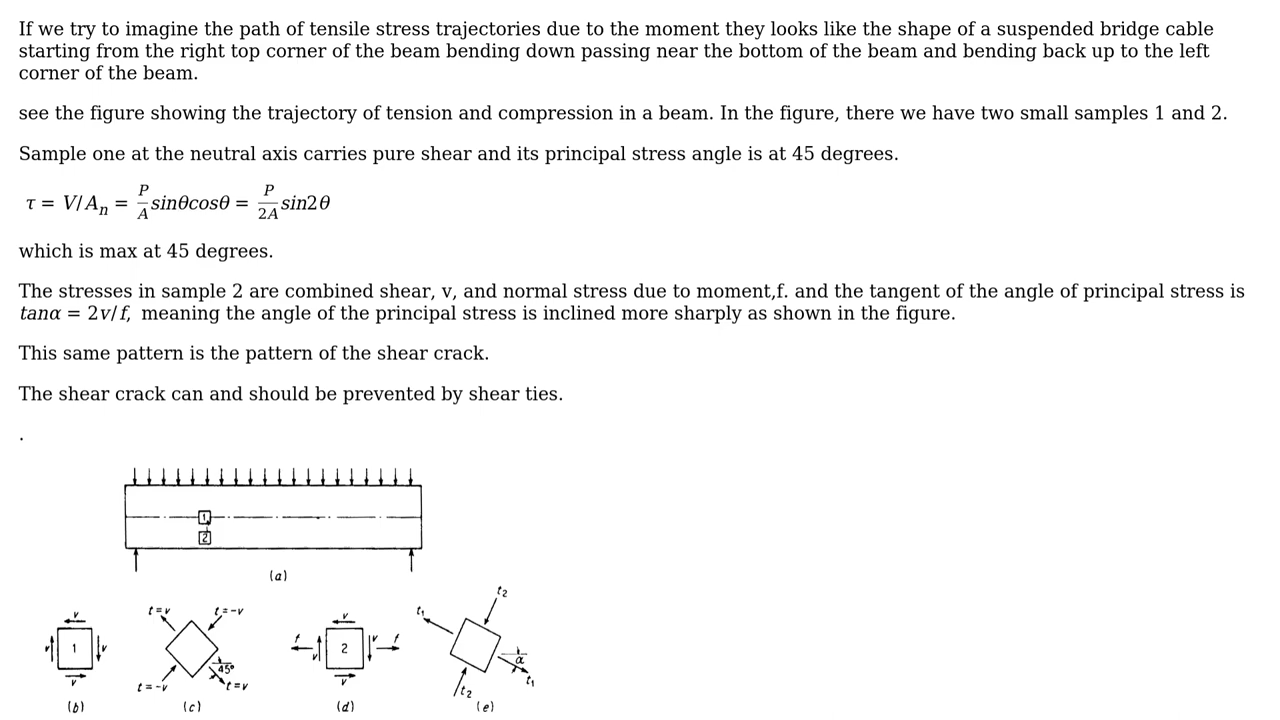 If we try to imagine the path of tensile stress trajectories due to the moment they looks like the shape of a suspended bridge cable
starting from the right top corner of the beam bending down passing near the bottom of the beam and bending back up to the left
corner of the beam.
see the figure showing the trajectory of tension and compression in a beam. In the figure, there we have two small samples 1 and 2.
Sample one at the neutral axis carries pure shear and its principal stress angle is at 45 degrees.
τ = V/Aₙ = P/A sinθcosθ = P/2A sin2θ
which is max at 45 degrees.
The stresses in sample 2 are combined shear, v, and normal stress due to moment,f. and the tangent of the angle of principal stress is
tanα = 2v/f, meaning the angle of the principal stress is inclined more sharply as shown in the figure.
This same pattern is the pattern of the shear crack.
The shear crack can and should be prevented by shear ties.
.
1
2
(a)
v
v 1 v
v
(b)
t=v t=-v
45°
t=-v t=v
(c)
v
f v 2 v f
v
(d)
t₂
t₁
α
t₁
t₂
(e)